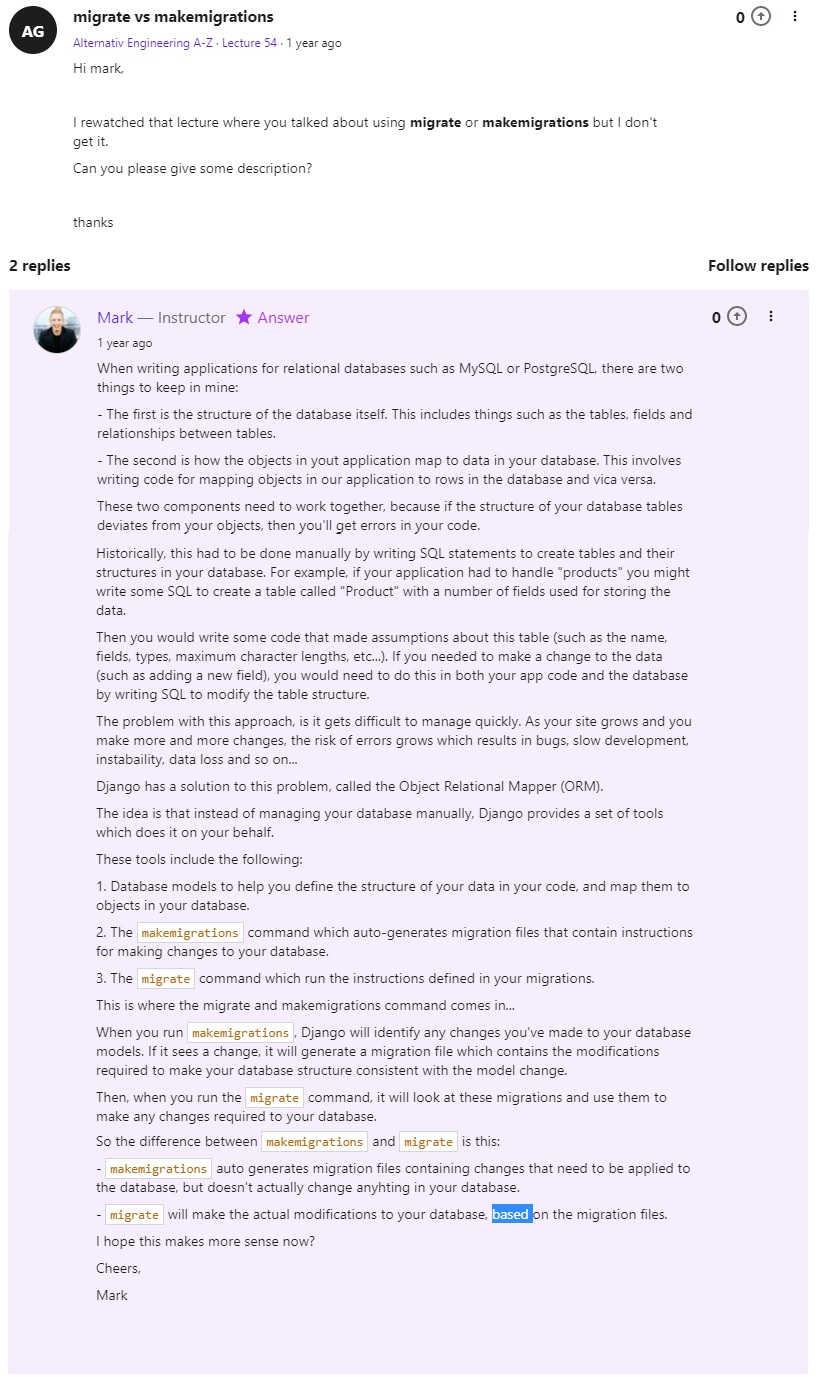 AG
migrate vs makemigrations
0
Alternativ Engineering A-Z · Lecture 54 · 1 year ago
Hi mark,
I rewatched that lecture where you talked about using migrate or makemigrations but I don't
get it.
Can you please give some description?
thanks
2 replies
Follow replies
Mark — Instructor ★ Answer
0
1 year ago
When writing applications for relational databases such as MySQL or PostgreSQL, there are two
things to keep in mine:
- The first is the structure of the database itself. This includes things such as the tables, fields and
relationships between tables.
- The second is how the objects in yout application map to data in your database. This involves
writing code for mapping objects in our application to rows in the database and vica versa.
These two components need to work together, because if the structure of your database tables
deviates from your objects, then you'll get errors in your code.
Historically, this had to be done manually by writing SQL statements to create tables and their
structures in your database. For example, if your application had to handle "products" you might
write some SQL to create a table called "Product" with a number of fields used for storing the
data.
Then you would write some code that made assumptions about this table (such as the name,
fields, types, maximum character lengths, etc...). If you needed to make a change to the data
(such as adding a new field), you would need to do this in both your app code and the database
by writing SQL to modify the table structure.
The problem with this approach, is it gets difficult to manage quickly. As your site grows and you
make more and more changes, the risk of errors grows which results in bugs, slow development,
instabaility, data loss and so on...
Django has a solution to this problem, called the Object Relational Mapper (ORM).
The idea is that instead of managing your database manually, Django provides a set of tools
which does it on your behalf.
These tools include the following:
1. Database models to help you define the structure of your data in your code, and map them to
objects in your database.
2. The makemigrations command which auto-generates migration files that contain instructions
for making changes to your database.
3. The migrate command which run the instructions defined in your migrations.
This is where the migrate and makemigrations command comes in...
When you run makemigrations, Django will identify any changes you've made to your database
models. If it sees a change, it will generate a migration file which contains the modifications
required to make your database structure consistent with the model change.
Then, when you run the migrate command, it will look at these migrations and use them to
make any changes required to your database.
So the difference between makemigrations and migrate is this:
- makemigrations auto generates migration files containing changes that need to be applied to
the database, but doesn't actually change anyhting in your database.
- migrate will make the actual modifications to your database, based on the migration files.
I hope this makes more sense now?
Cheers,
Mark